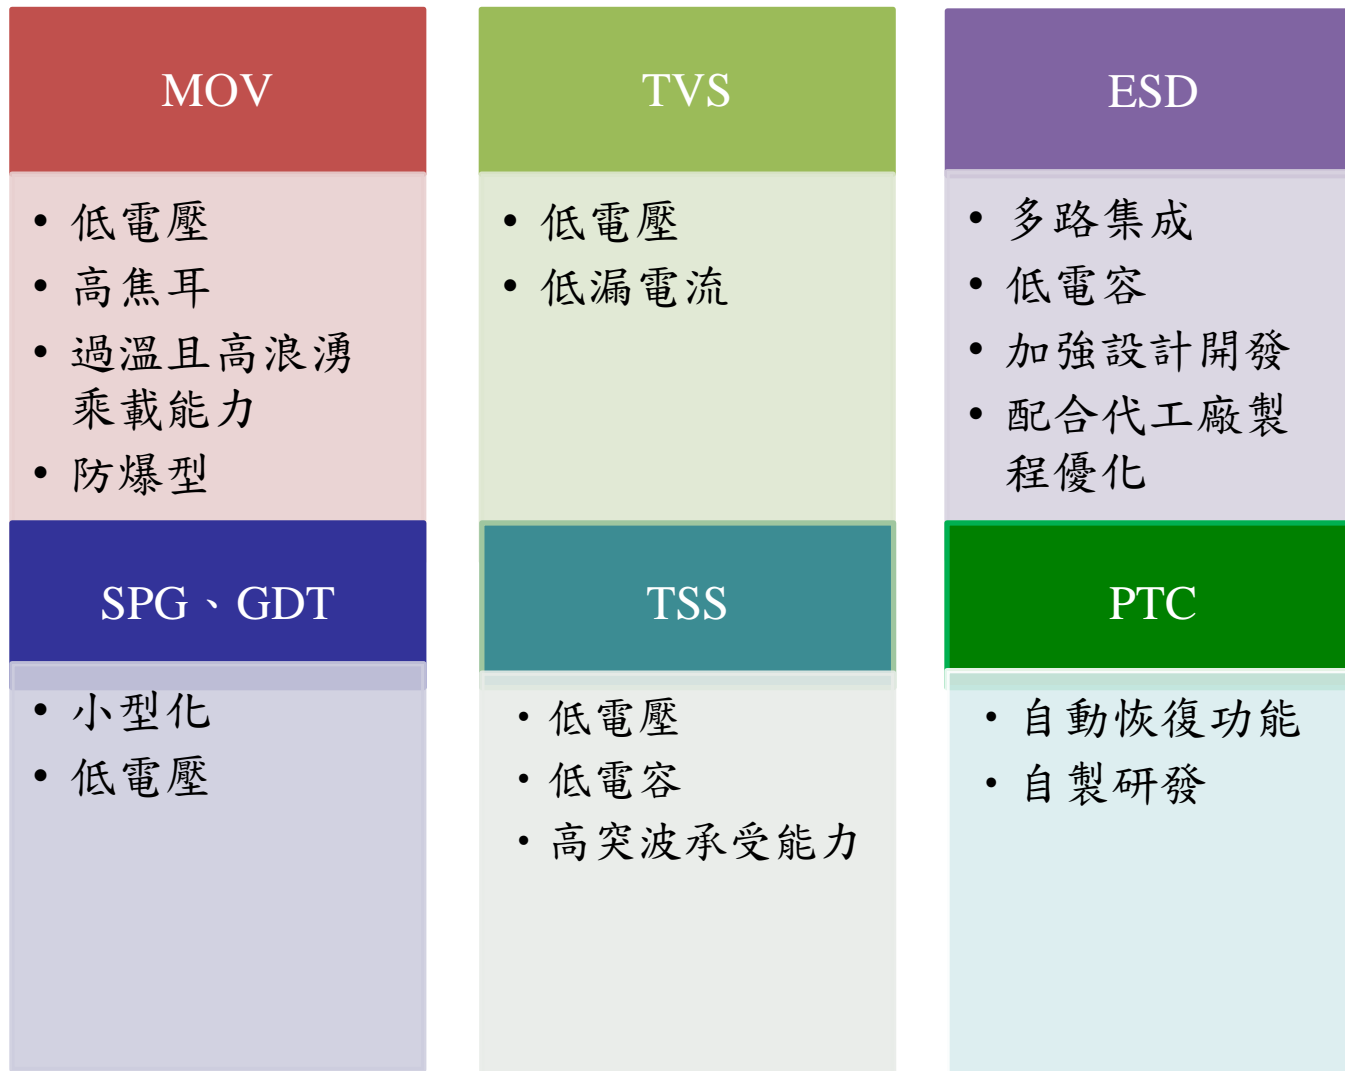 MOV
• 低電壓
• 高焦耳
• 過溫且高浪湧
乘載能力
• 防爆型
TVS
• 低電壓
• 低漏電流
ESD
• 多路集成
• 低電容
• 加強設計開發
• 配合代工廠製
程優化
SPG、GDT
• 小型化
• 低電壓
TSS
• 低電壓
• 低電容
• 高突波承受能力
PTC
• 自動恢復功能
• 自製研發